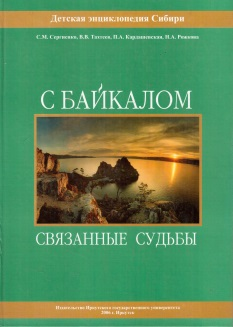 Детская энциклопедия Сибири
С БАЙКАЛОМ
СВЯЗАННЫЕ СУДЬБЫ
Издательство Иркутского государственного университета
2006 г. Иркутск